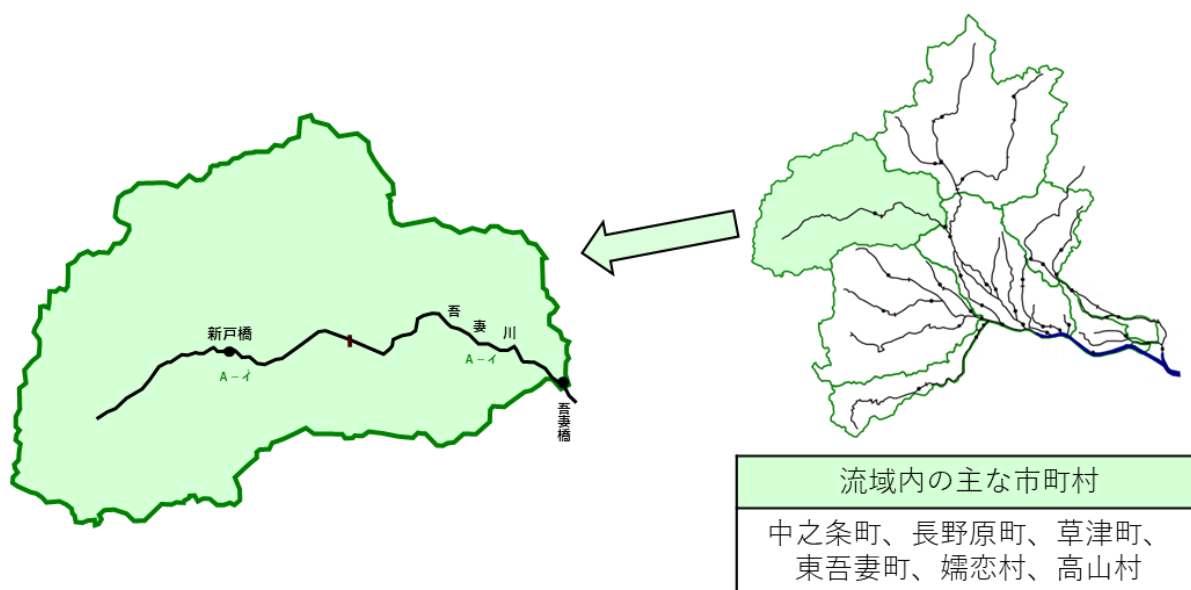 新戸橋
A-イ
吾妻川
A-イ
吾妻橋
流域内の主な市町村
中之条町、長野原町、草津町、
東吾妻町、嬬恋村、高山村